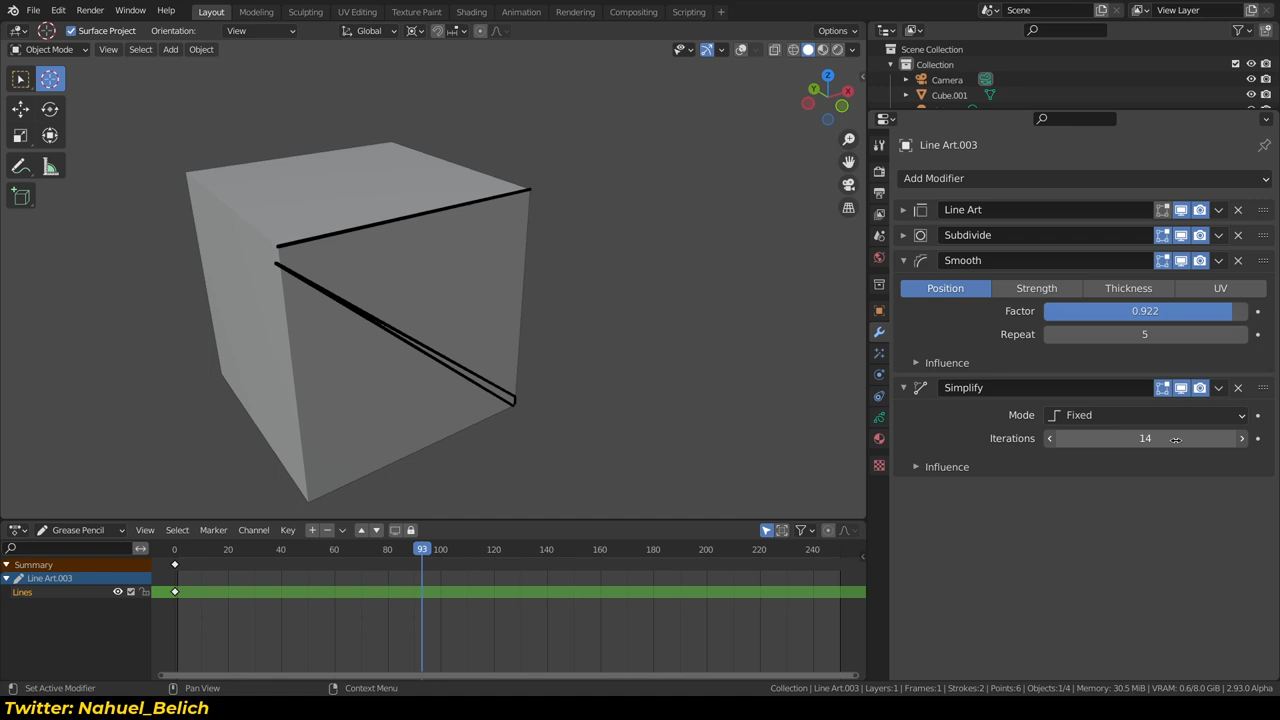 File Edit Render Window Help Layout Modeling Sculpting UV Editing Texture Paint Shading Animation Rendering Compositing Scripting + Scene View Layer
Surface Project Orientation: View Global Options
Object Mode View Select Add Object
Z
Y
X
Scene Collection
Collection
Camera
Cube.001
Line Art.003
Add Modifier
Line Art
Subdivide
Smooth
Position Strength Thickness UV
Factor 0.922
Repeat 5
Influence
Simplify
Mode Fixed
Iterations 14
Influence
Grease Pencil View Select Marker Channel Key
0 20 40 60 80 93 100 120 140 160 180 200 220 240
Summary
Line Art.003
Lines
Set Active Modifier Pan View Context Menu Collection | Line Art.003 | Layers:1 | Frames:1 | Strokes:2 | Points:6 | Objects:1/4 | Memory: 30.5 MiB | VRAM: 0.6/8.0 GiB | 2.93.0 Alpha
Twitter: Nahuel_Belich